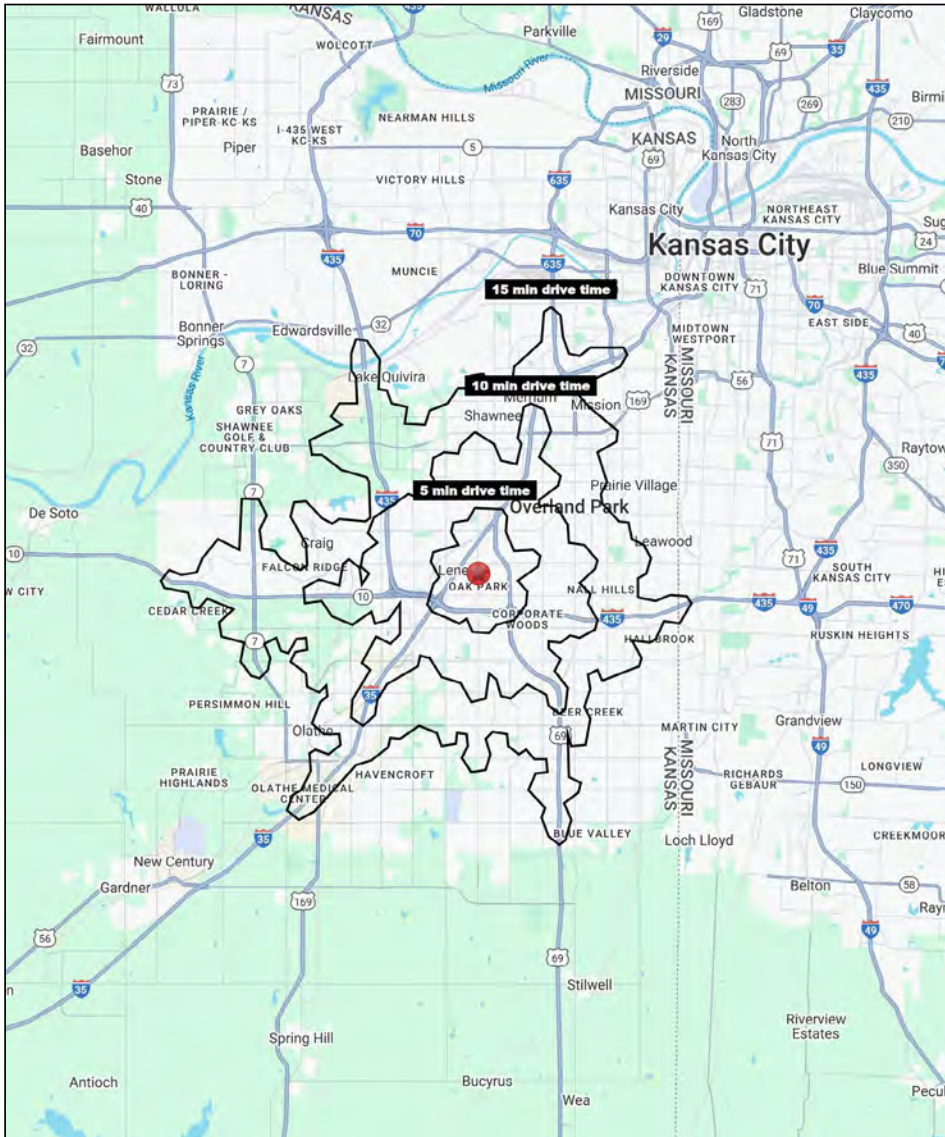 WALLULA
KANSAS
169
Gladstone
Claycomo
Fairmount
WOLCOTT
Parkville
29
69
35
Missouri River
73
Riverside
MISSOURI
435
PRAIRIE /
PIPER-KC-KS
I-435 WEST
KC-KS
NEARMAN HILLS
283
269
Birmi
210
Basehor
Piper
5
KANSAS
69
North
Kansas City
Stone
VICTORY HILLS
635
40
Kansas City
NORTHEAST
KANSAS CITY
Sug
24
70
435
Kansas City
635
BONNER -
LORING
MUNCIE
DOWNTOWN
KANSAS CITY
71
Blue Summit
15 min drive time
70
Bonner
Springs
Edwardsville
32
MIDTOWN
WESTPORT
EAST SIDE
40
32
7
MISSOURI
KANSAS
Kansas River
Lake Quivira
10 min drive time
56
435
Merriam
GREY OAKS
Shawnee
Mission
169
SHAWNEE
GOLF & 
COUNTRY CLUB
71
Raytow
350
7
5 min drive time
Prairie Village
435
De Soto
Overland Park
Craig
Leawood
10
FALCON RIDGE
71
435
W CITY
Lene
OAK PARK
NALL HILLS
SOUTH
KANSAS CITY
10
CEDAR CREEK
CORPORATE
WOODS
435
435
49
470
7
HALLBROOK
RUSKIN HEIGHTS
35
PERSIMMON HILL
DEER CREEK
Olathe
69
MARTIN CITY
Grandview
MISSOURI
KANSAS
49
PRAIRIE
HIGHLANDS
HAVENCROFT
RICHARDS
GEBAUR
LONGVIEW
OLATHE MEDICAL
CENTER
150
35
BLUE VALLEY
Loch Lloyd
CREEKMOOR
New Century
Gardner
169
Belton
58
Ray
56
49
69
35
Stilwell
Riverview
Estates
Spring Hill
Antioch
Bucyrus
Wea
Pecul